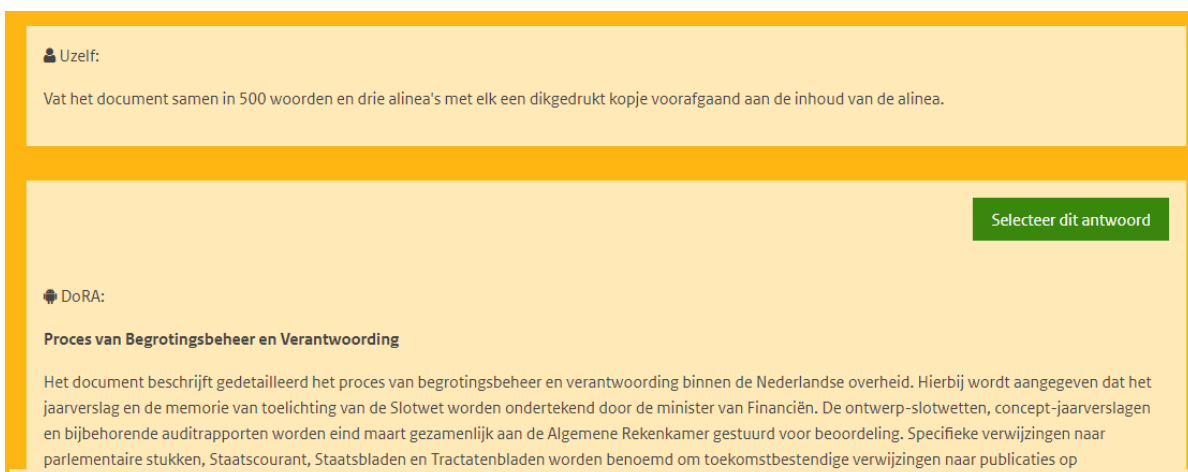 Uzelf:
Vat het document samen in 500 woorden en drie alinea's met elk een dikgedrukt kopje voorafgaand aan de inhoud van de alinea.
Selecteer dit antwoord
DoRA:
Proces van Begrotingsbeheer en Verantwoording
Het document beschrijft gedetailleerd het proces van begrotingsbeheer en verantwoording binnen de Nederlandse overheid. Hierbij wordt aangegeven dat het
jaarverslag en de memorie van toelichting van de Slotwet worden ondertekend door de minister van Financiën. De ontwerp-slotwetten, concept-jaarverslagen
en bijbehorende auditrapporten worden eind maart gezamenlijk aan de Algemene Rekenkamer gestuurd voor beoordeling. Specifieke verwijzingen naar
parlementaire stukken, Staatscourant, Staatsbladen en Tractatenbladen worden benoemd om toekomstbestendige verwijzingen naar publicaties op